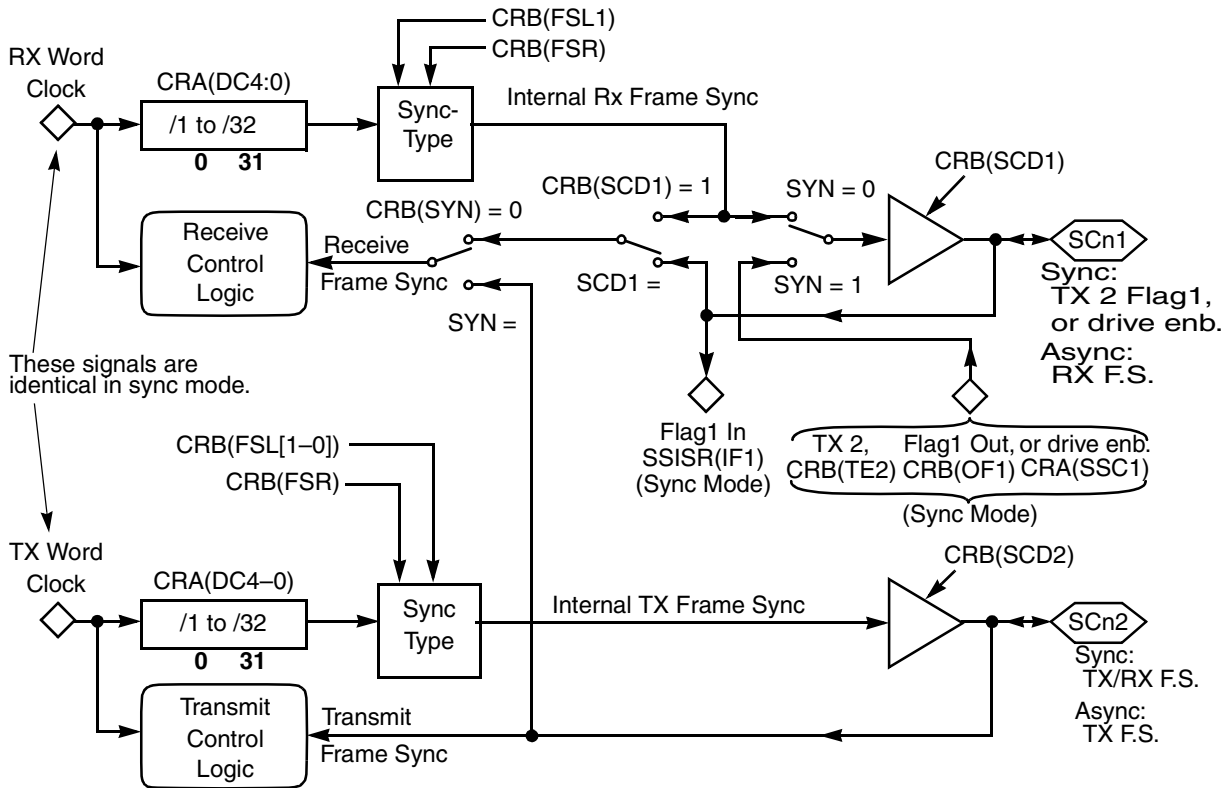 CRB(FSL1)
CRB(FSR)
RX Word
Clock
CRA(DC4:0)
/1 to /32
0 31
Sync-
Type
Internal Rx Frame Sync
CRB(SCD1)
CRB(SCD1) = 1
SYN = 0
CRB(SYN) = 0
Receive
Control
Logic
Receive
Frame Sync
SCD1 =
SYN = 1
SYN =
SCn1
Sync:
TX 2 Flag1,
or drive enb.
Async:
RX F.S.
These signals are
identical in sync mode.
Flag1 In
SSISR(IF1)
(Sync Mode)
TX 2, Flag1 Out, or drive enb.
CRB(TE2) CRB(OF1) CRA(SSC1)
(Sync Mode)
CRB(FSL[1–0])
CRB(FSR)
TX Word
Clock
CRA(DC4–0)
/1 to /32
0 31
Sync
Type
Internal TX Frame Sync
CRB(SCD2)
SCn2
Sync:
TX/RX F.S.
Async:
TX F.S.
Transmit
Control
Logic
Transmit
Frame Sync